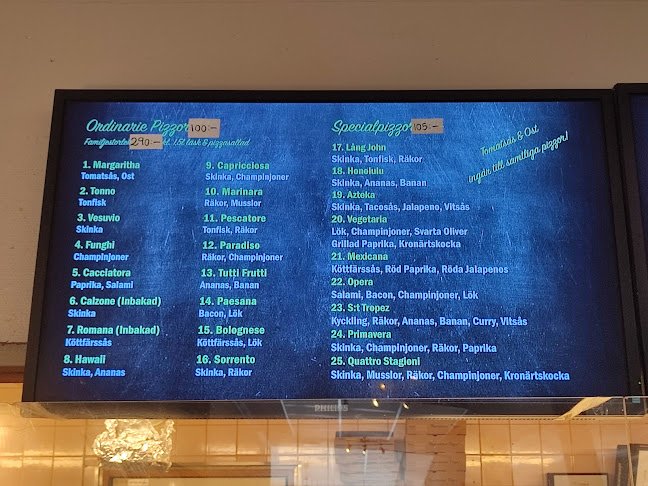 Ordinarie Pizzor 100:-
290:- 1,5l läsk & pizzasallad
1. Margaritha
Tomatsås, Ost
2. Tonno
Tonfisk
3. Vesuvio
Skinka
4. Funghi
Champinjoner
5. Cacciatora
Paprika, Salami
6. Calzone (Inbakad)
Skinka
7. Romana (Inbakad)
Köttfärssås
8. Hawaii
Skinka, Ananas
9. Capricciosa
Skinka, Champinjoner
10. Marinara
Räkor, Musslor
11. Pescatore
Tonfisk, Räkor
12. Paradiso
Räkor, Champinjoner
13. Tutti Frutti
Ananas, Banan
14. Paesana
Bacon, Lök
15. Bolognese
Köttfärssås, Lök
16. Sorrento
Skinka, Räkor
Specialpizzor 105:-
Tomatsås & Ost
ingår till samtliga pizzor!
17. Lång John
Skinka, Tonfisk, Räkor
18. Honolulu
Skinka, Ananas, Banan
19. Azteka
Skinka, Tacosås, Jalapeno, Vitsås
20. Vegetaria
Lök, Champinjoner, Svarta Oliver
Grillad Paprika, Kronärtskocka
21. Mexicana
Köttfärssås, Röd Paprika, Röda Jalapenos
22. Opera
Salami, Bacon, Champinjoner, Lök
23. S:t Tropez
Kyckling, Räkor, Ananas, Banan, Curry, Vitsås
24. Primavera
Skinka, Champinjoner, Räkor, Paprika
25. Quattro Stagioni
Skinka, Musslor, Räkor, Champinjoner, Kronärtskocka
PHILIPS